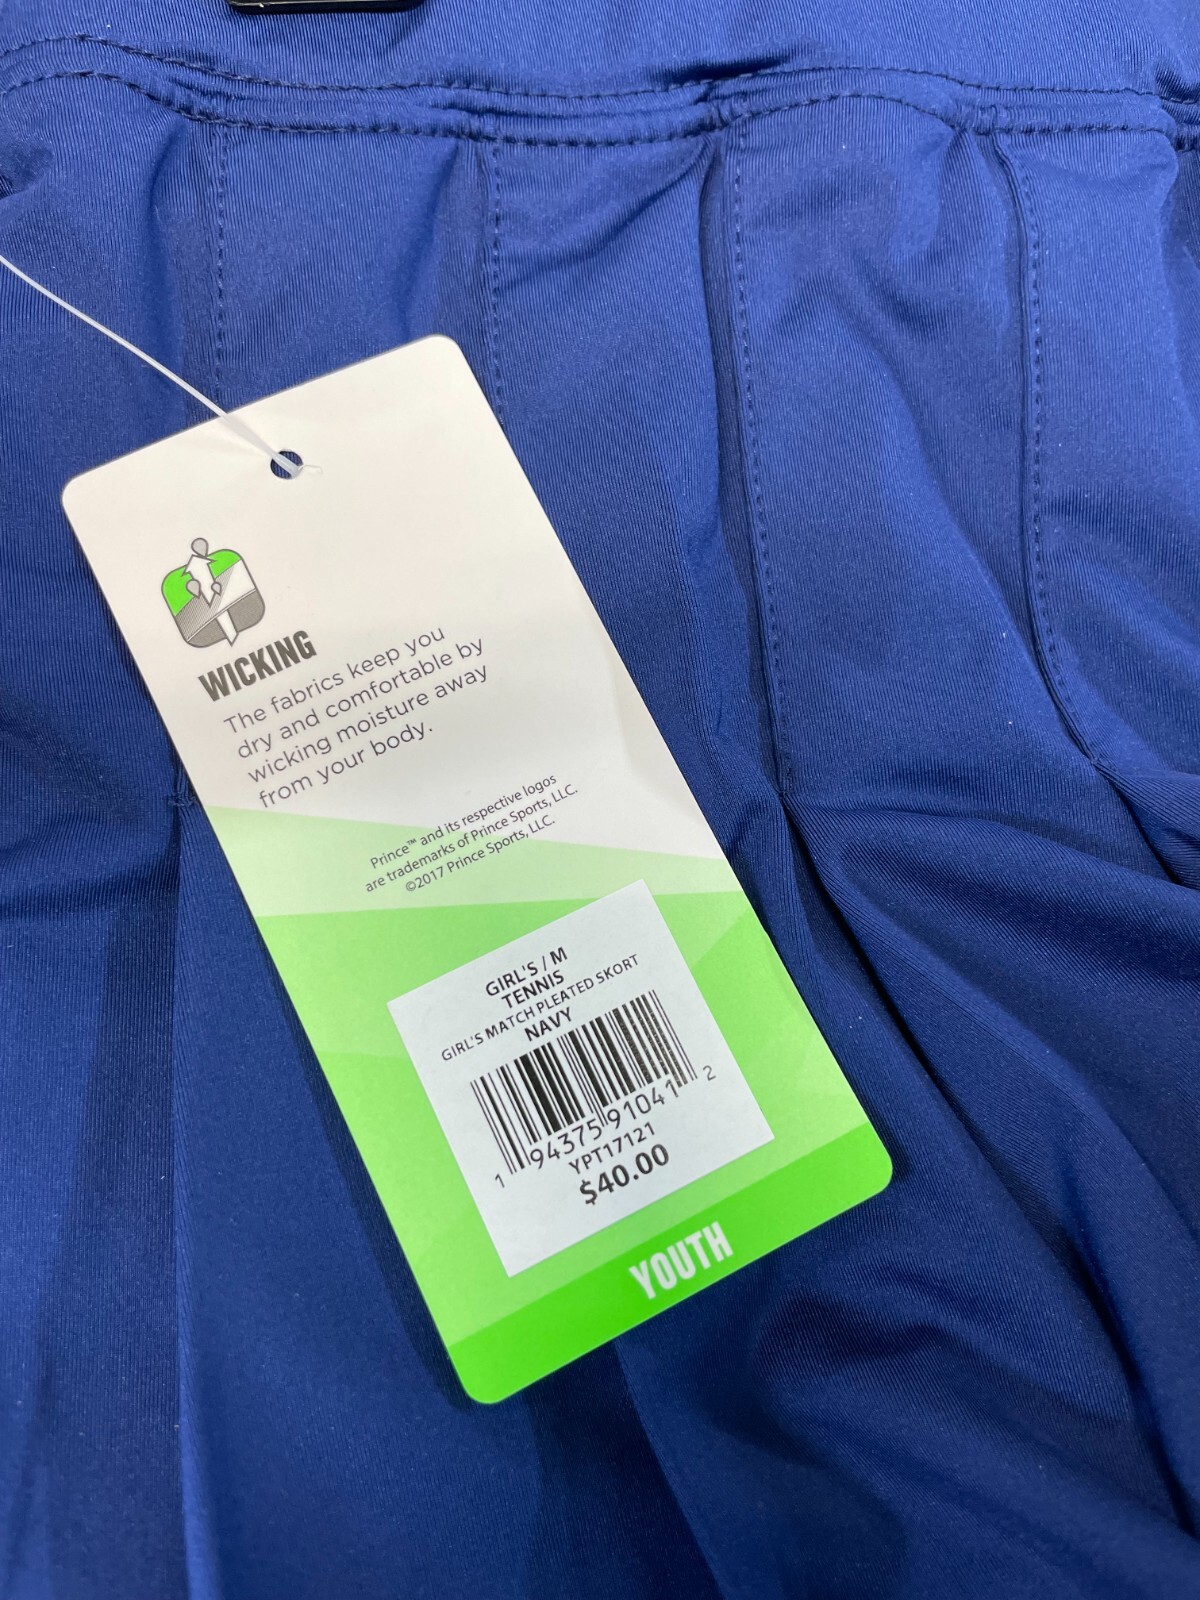 WICKING
The fabrics keep you
dry and comfortable by
wicking moisture away
from your body.
Prince™ and its respective logos
are trademarks of Prince Sports, LLC.
©2017 Prince Sports, LLC.
GIRL'S / M
TENNIS
GIRL'S MATCH PLEATED SKORT
NAVY
1 94375 91041 2
YPT17121
$40.00
YOUTH